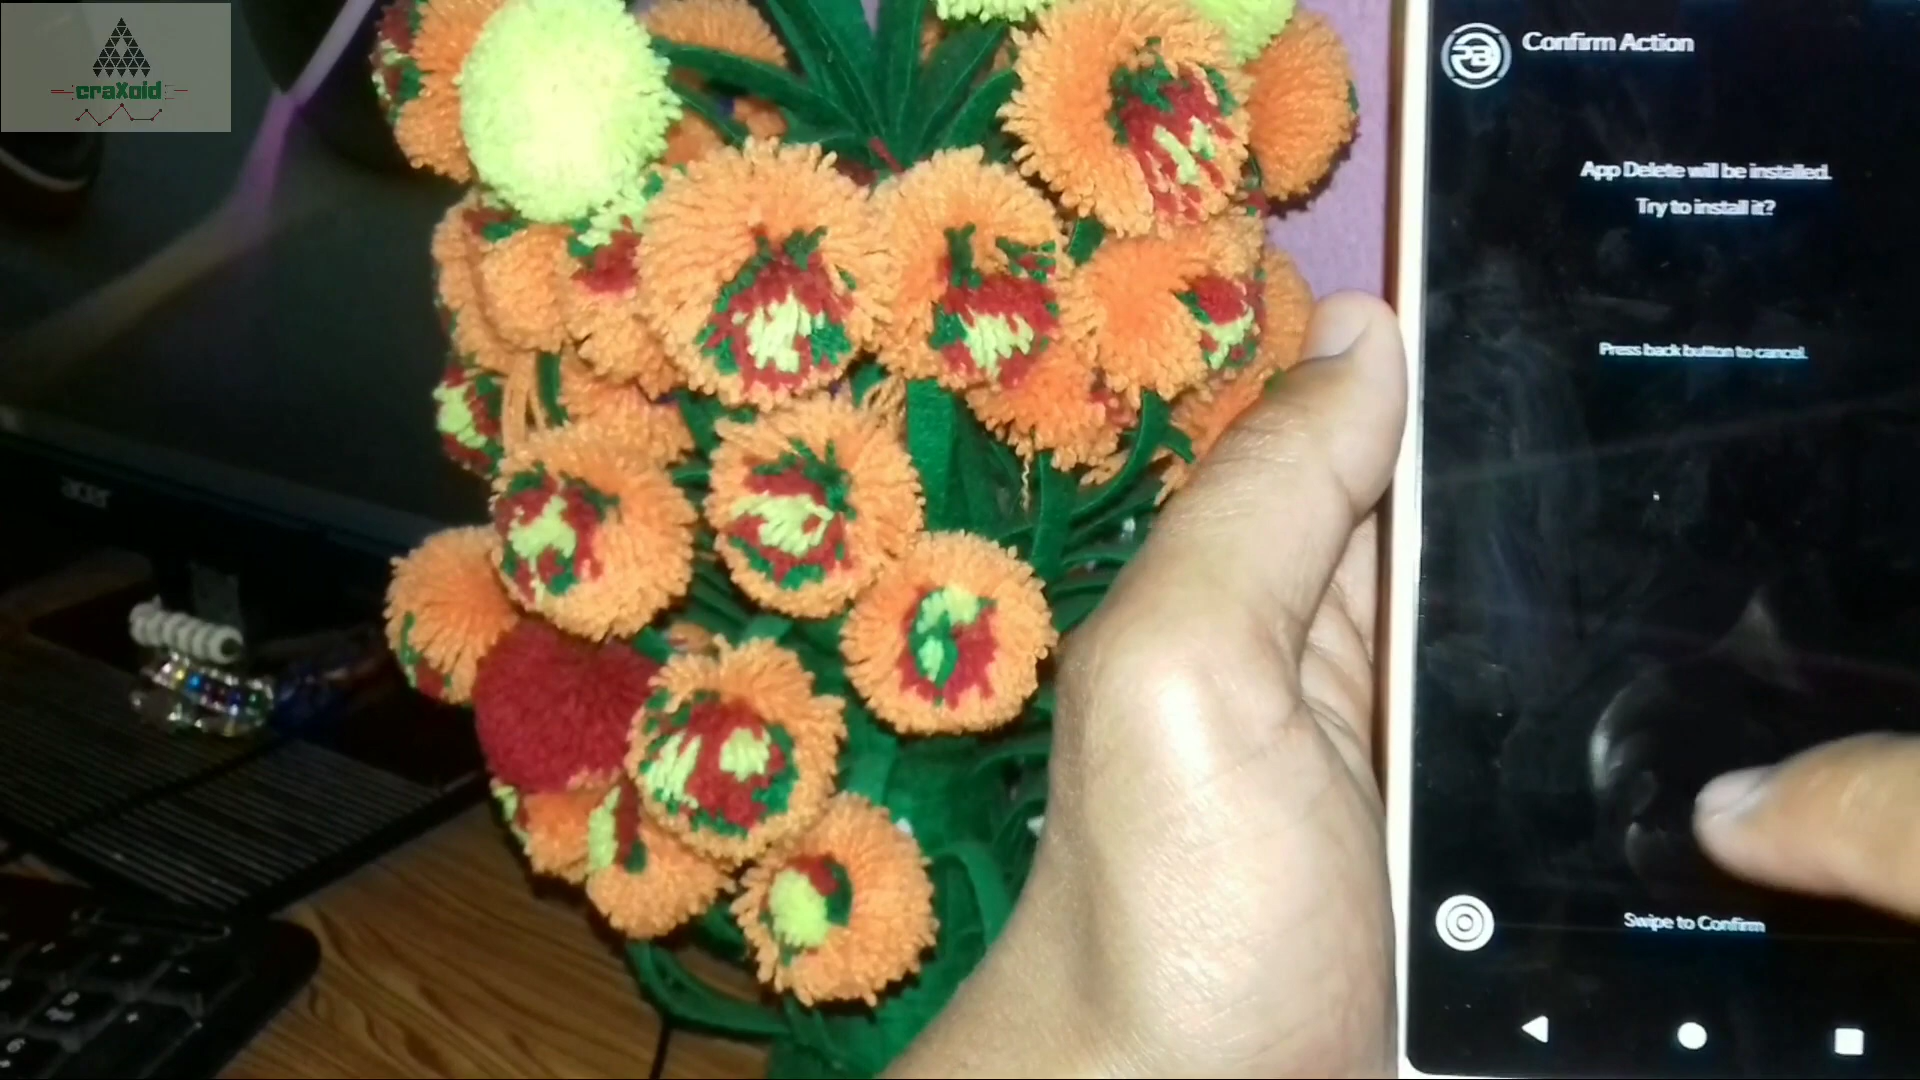 craXoid
Confirm Action
App Delete will be installed.
Try to install it?
Press back button to cancel.
acer
Swipe to Confirm